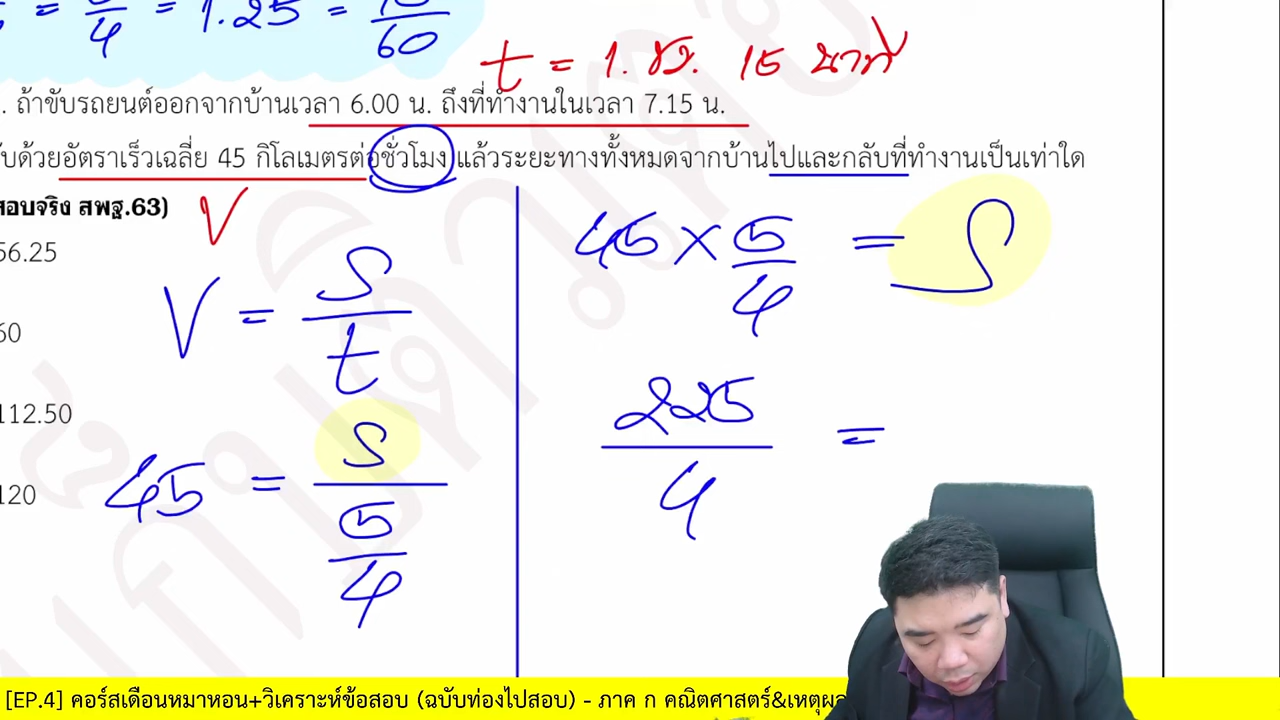 = 5/4 = 1.25 = /60
t = 1. ชว. 15 นาที
. ถ้าขับรถยนต์ออกจากบ้านเวลา 6.00 น. ถึงที่ทำงานในเวลา 7.15 น.
ับด้วยอัตราเร็วเฉลี่ย 45 กิโลเมตรต่อชั่วโมง แล้วระยะทางทั้งหมดจากบ้านไปและกลับที่ทำงานเป็นเท่าใด
สอบจริง สพฐ.63)
V
56.25
60
112.50
120
V = S/t
45 = S/(5/4)
45 × 5/4 = S
225/4 =
[EP.4] คอร์สเดือนหมาหอน+วิเคราะห์ข้อสอบ (ฉบับท่องไปสอบ) - ภาค ก คณิตศาสตร์&เหตุผ